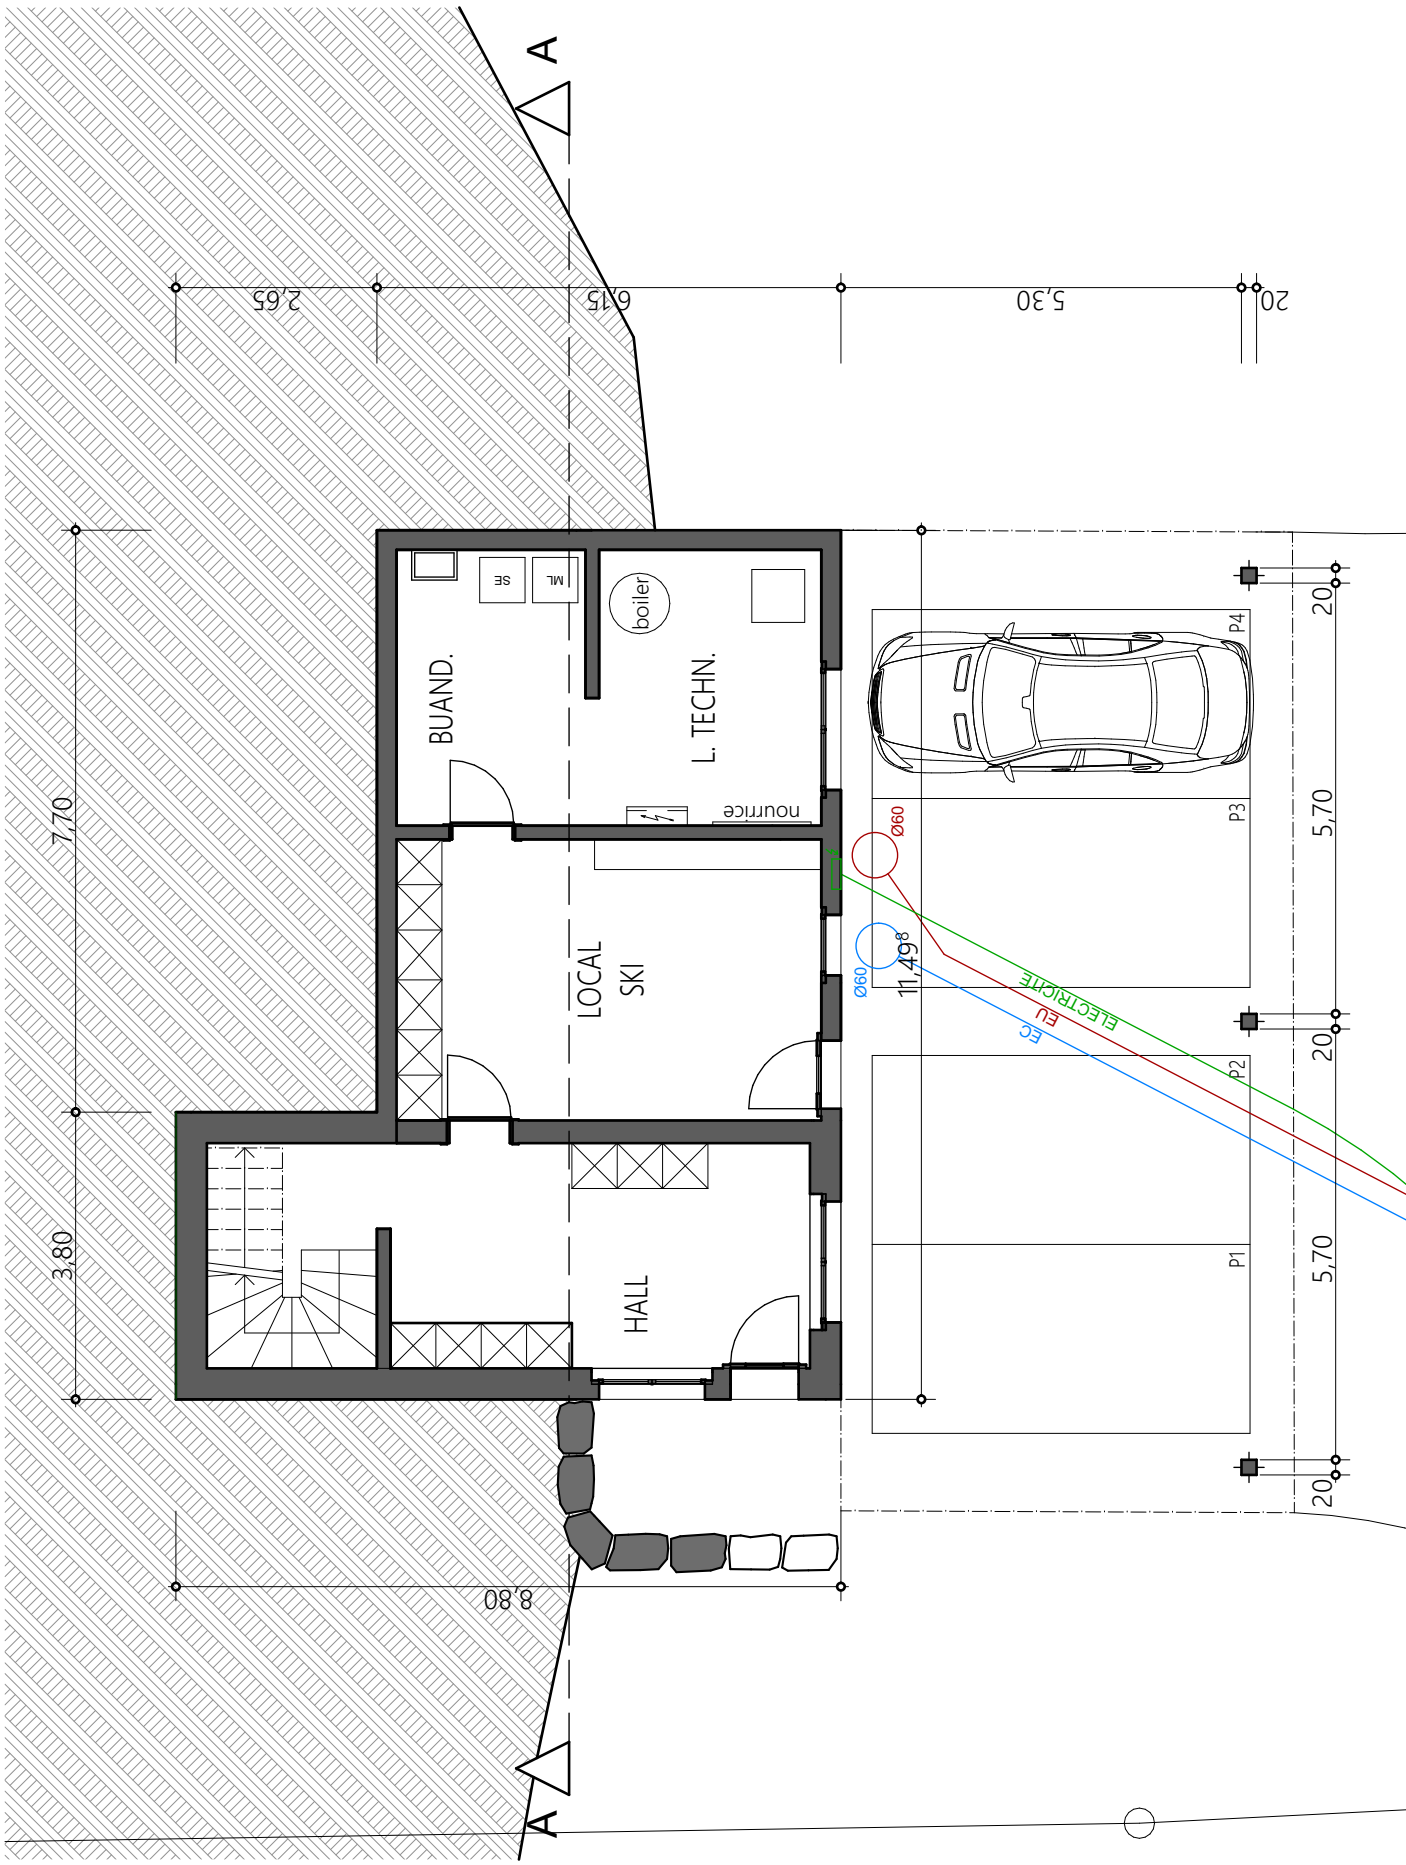 A
2,65
6,15
5,30
20
7,70
3,80
BUAND.
SE
ML
boiler
L. TECHN.
nourrice
LOCAL
SKI
HALL
P4
P3
P2
P1
Ø60
Ø60
11,49⁸
ELECTRICITE
EU
EC
20
5,70
20
5,70
20
8,80
A